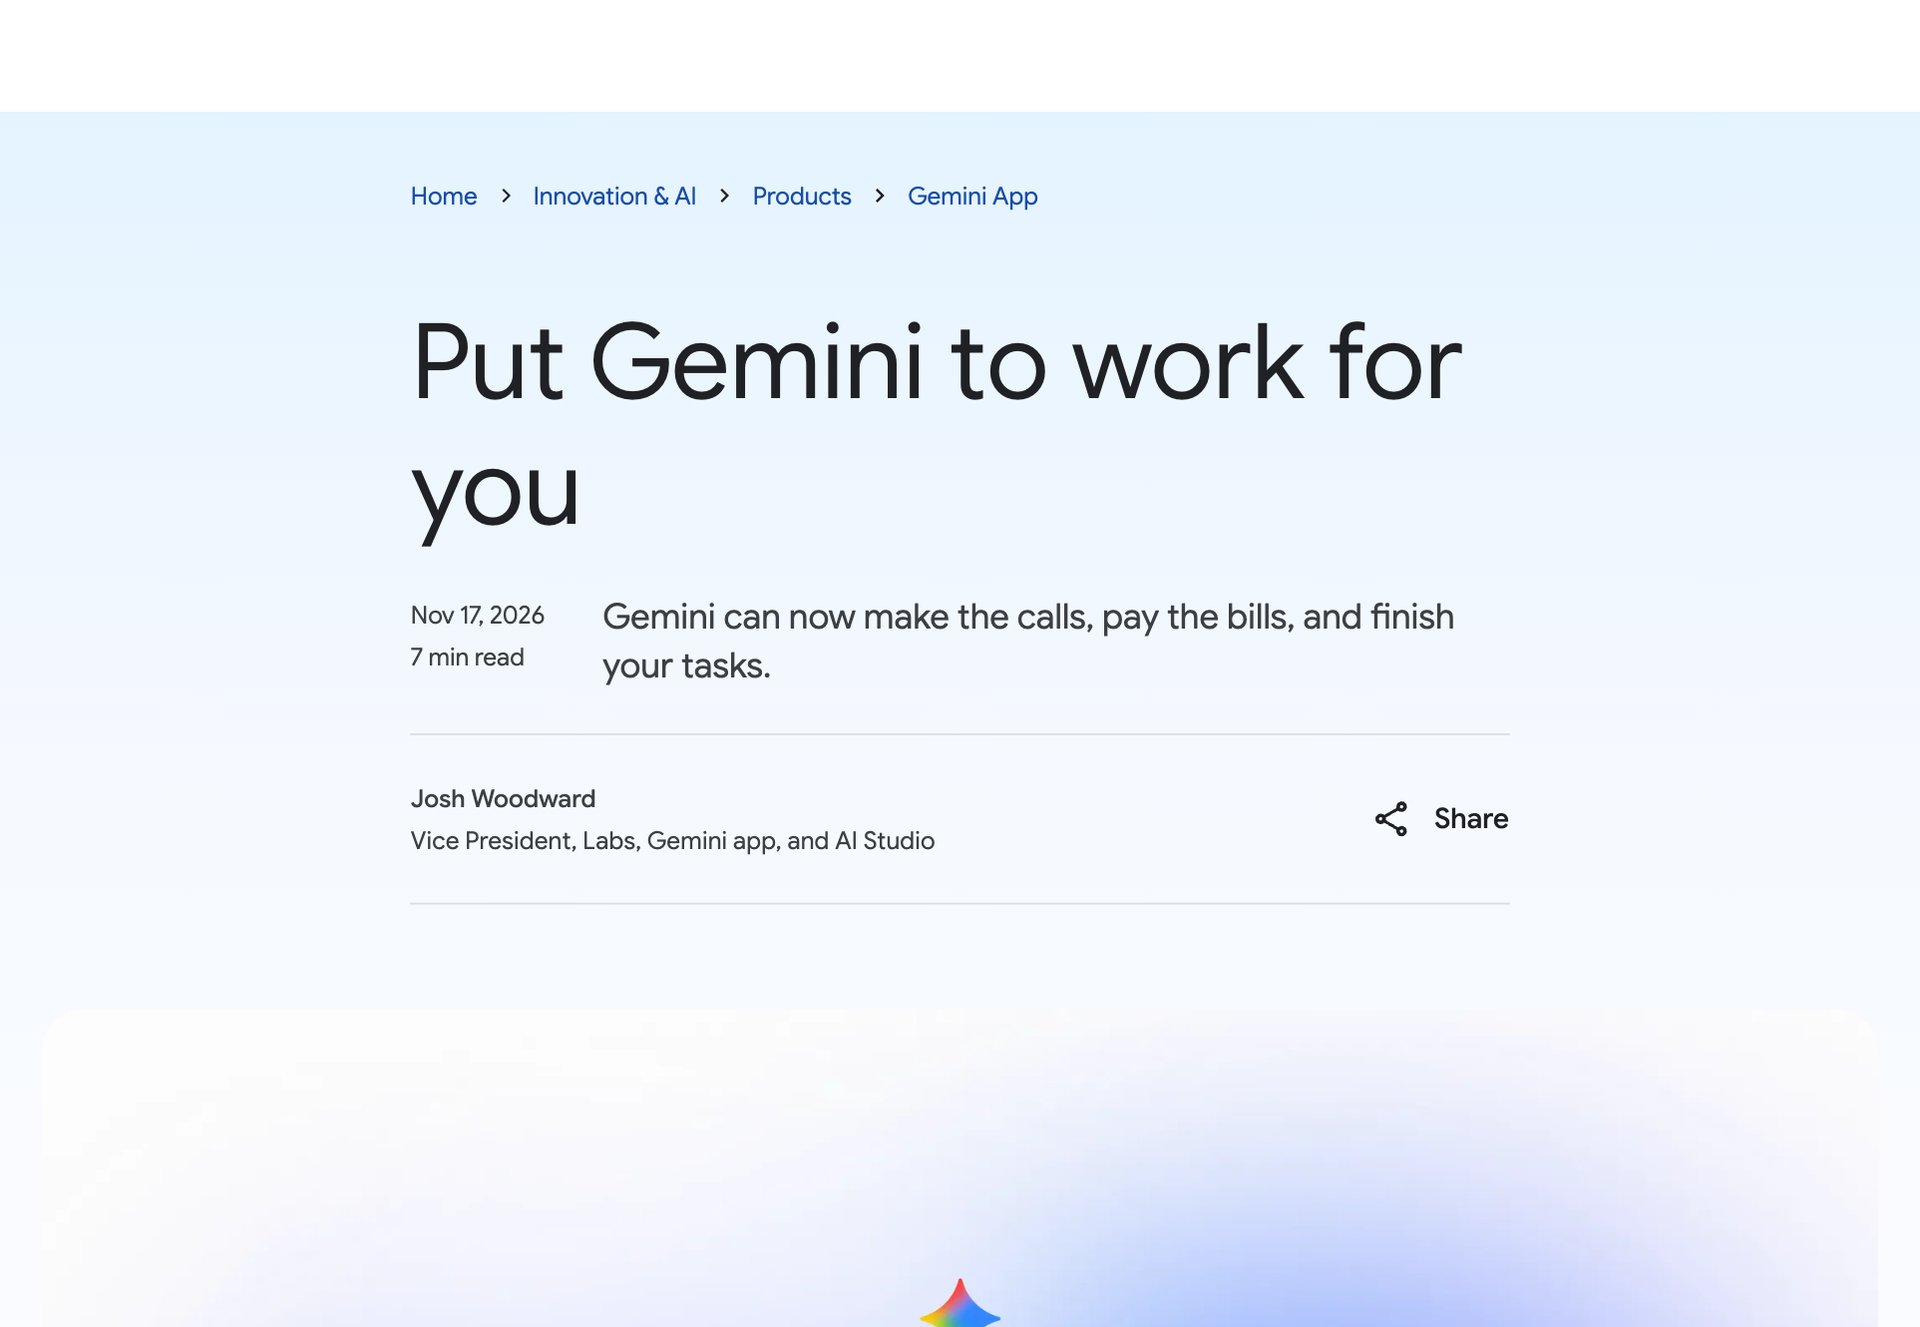 Home > Innovation & AI > Products > Gemini App
Put Gemini to work for
you
Nov 17, 2026
7 min read
Gemini can now make the calls, pay the bills, and finish
your tasks.
Josh Woodward
Vice President, Labs, Gemini app, and AI Studio
Share